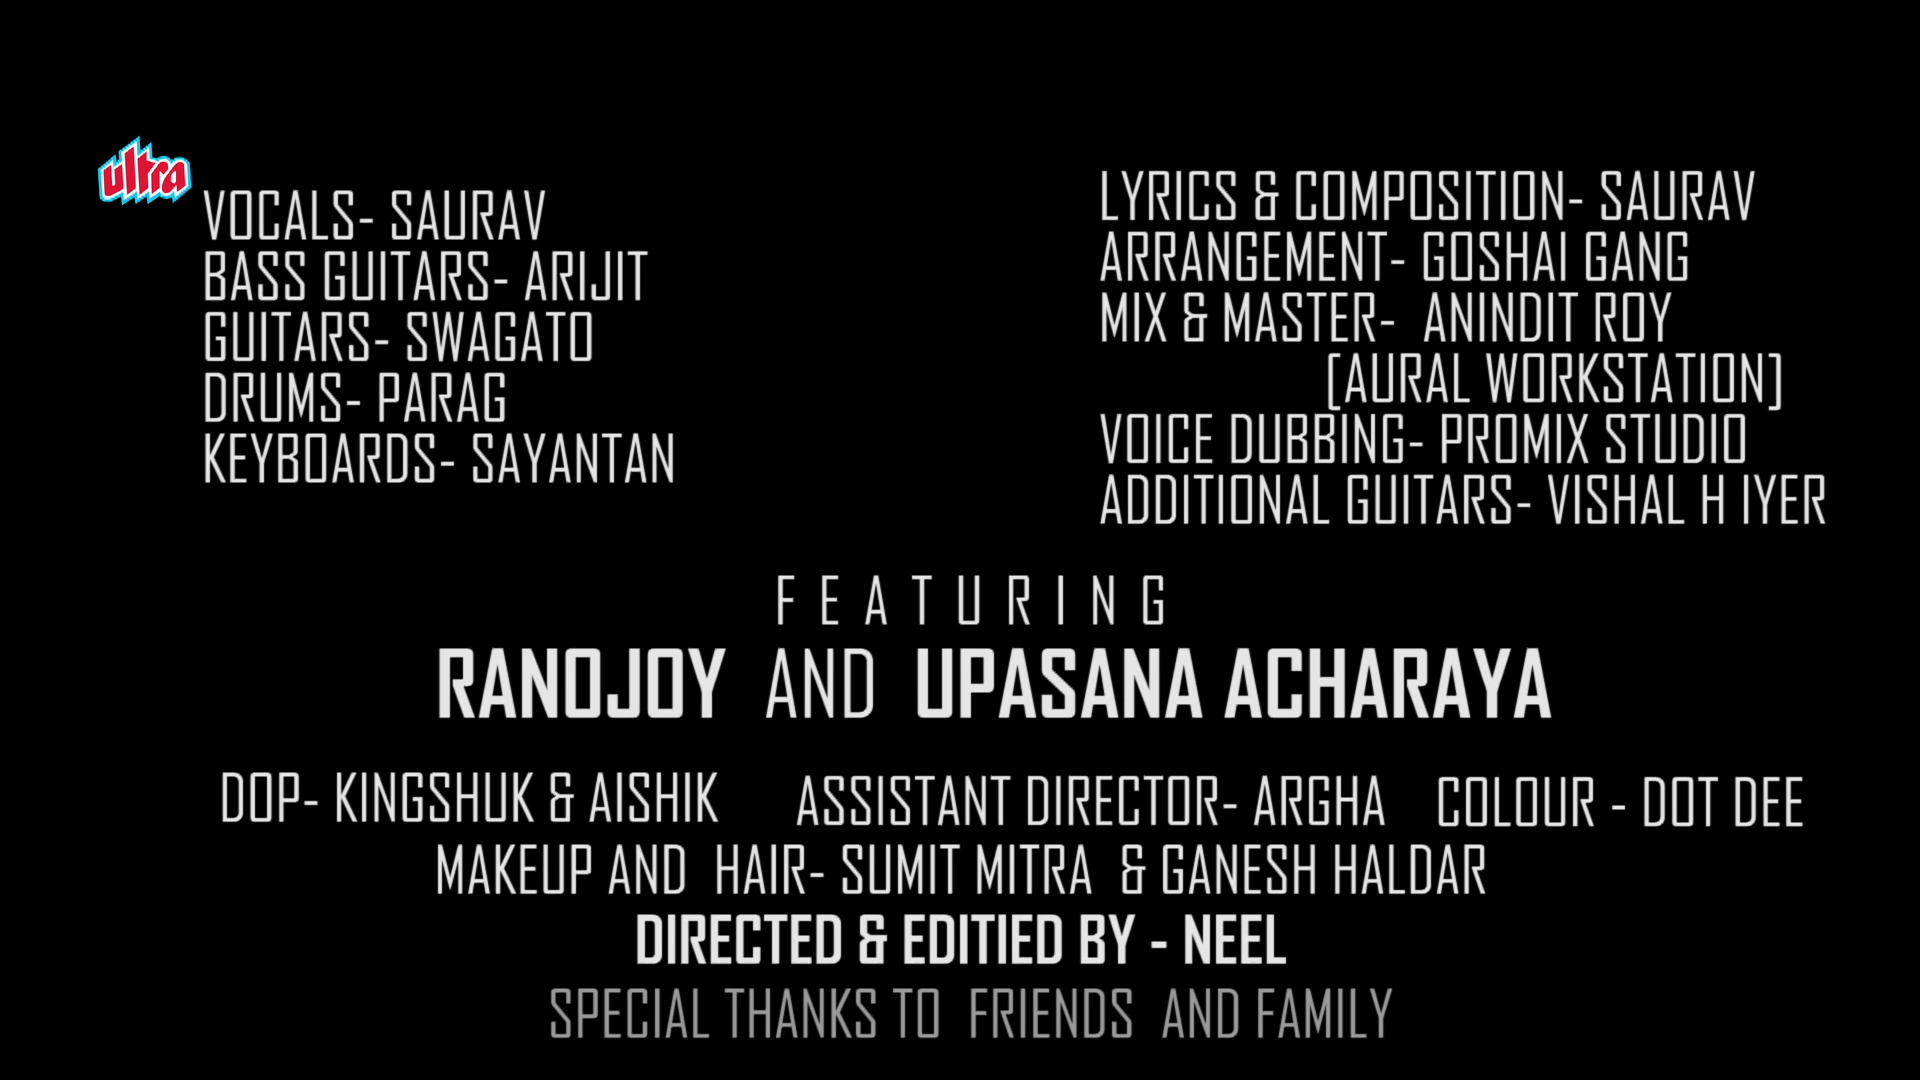 ultra
VOCALS- SAURAV
BASS GUITARS- ARIJIT
GUITARS- SWAGATO
DRUMS- PARAG
KEYBOARDS- SAYANTAN
LYRICS & COMPOSITION- SAURAV
ARRANGEMENT- GOSHAI GANG
MIX & MASTER- ANINDIT ROY
[AURAL WORKSTATION]
VOICE DUBBING- PROMIX STUDIO
ADDITIONAL GUITARS- VISHAL H IYER
FEATURING
RANOJOY AND UPASANA ACHARAYA
DOP- KINGSHUK & AISHIK ASSISTANT DIRECTOR- ARGHA COLOUR - DOT DEE
MAKEUP AND HAIR- SUMIT MITRA & GANESH HALDAR
DIRECTED & EDITIED BY - NEEL
SPECIAL THANKS TO FRIENDS AND FAMILY